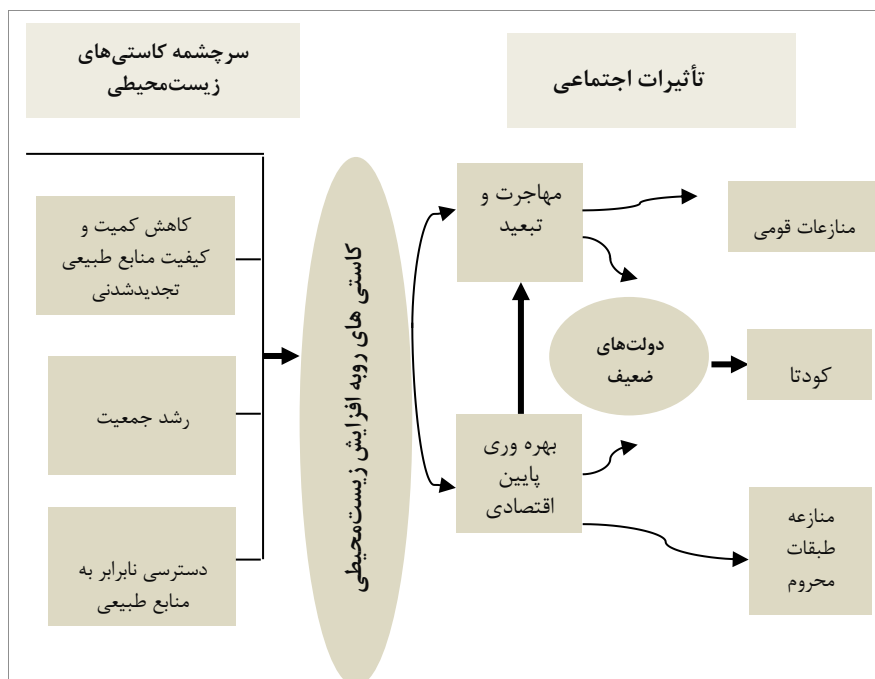 سرچشمه کاستی‌های
زیست‌محیطی
تأثیرات اجتماعی
کاهش کمیت و
کیفیت منابع طبیعی
تجدیدشدنی
رشد جمعیت
دسترسی نابرابر به
منابع طبیعی
کاستی های روبه افزایش زیست‌محیطی
مهاجرت و
تبعید
بهره وری
پایین
اقتصادی
دولت‌های
ضعیف
منازعات قومی
کودتا
منازعه
طبقات
محروم